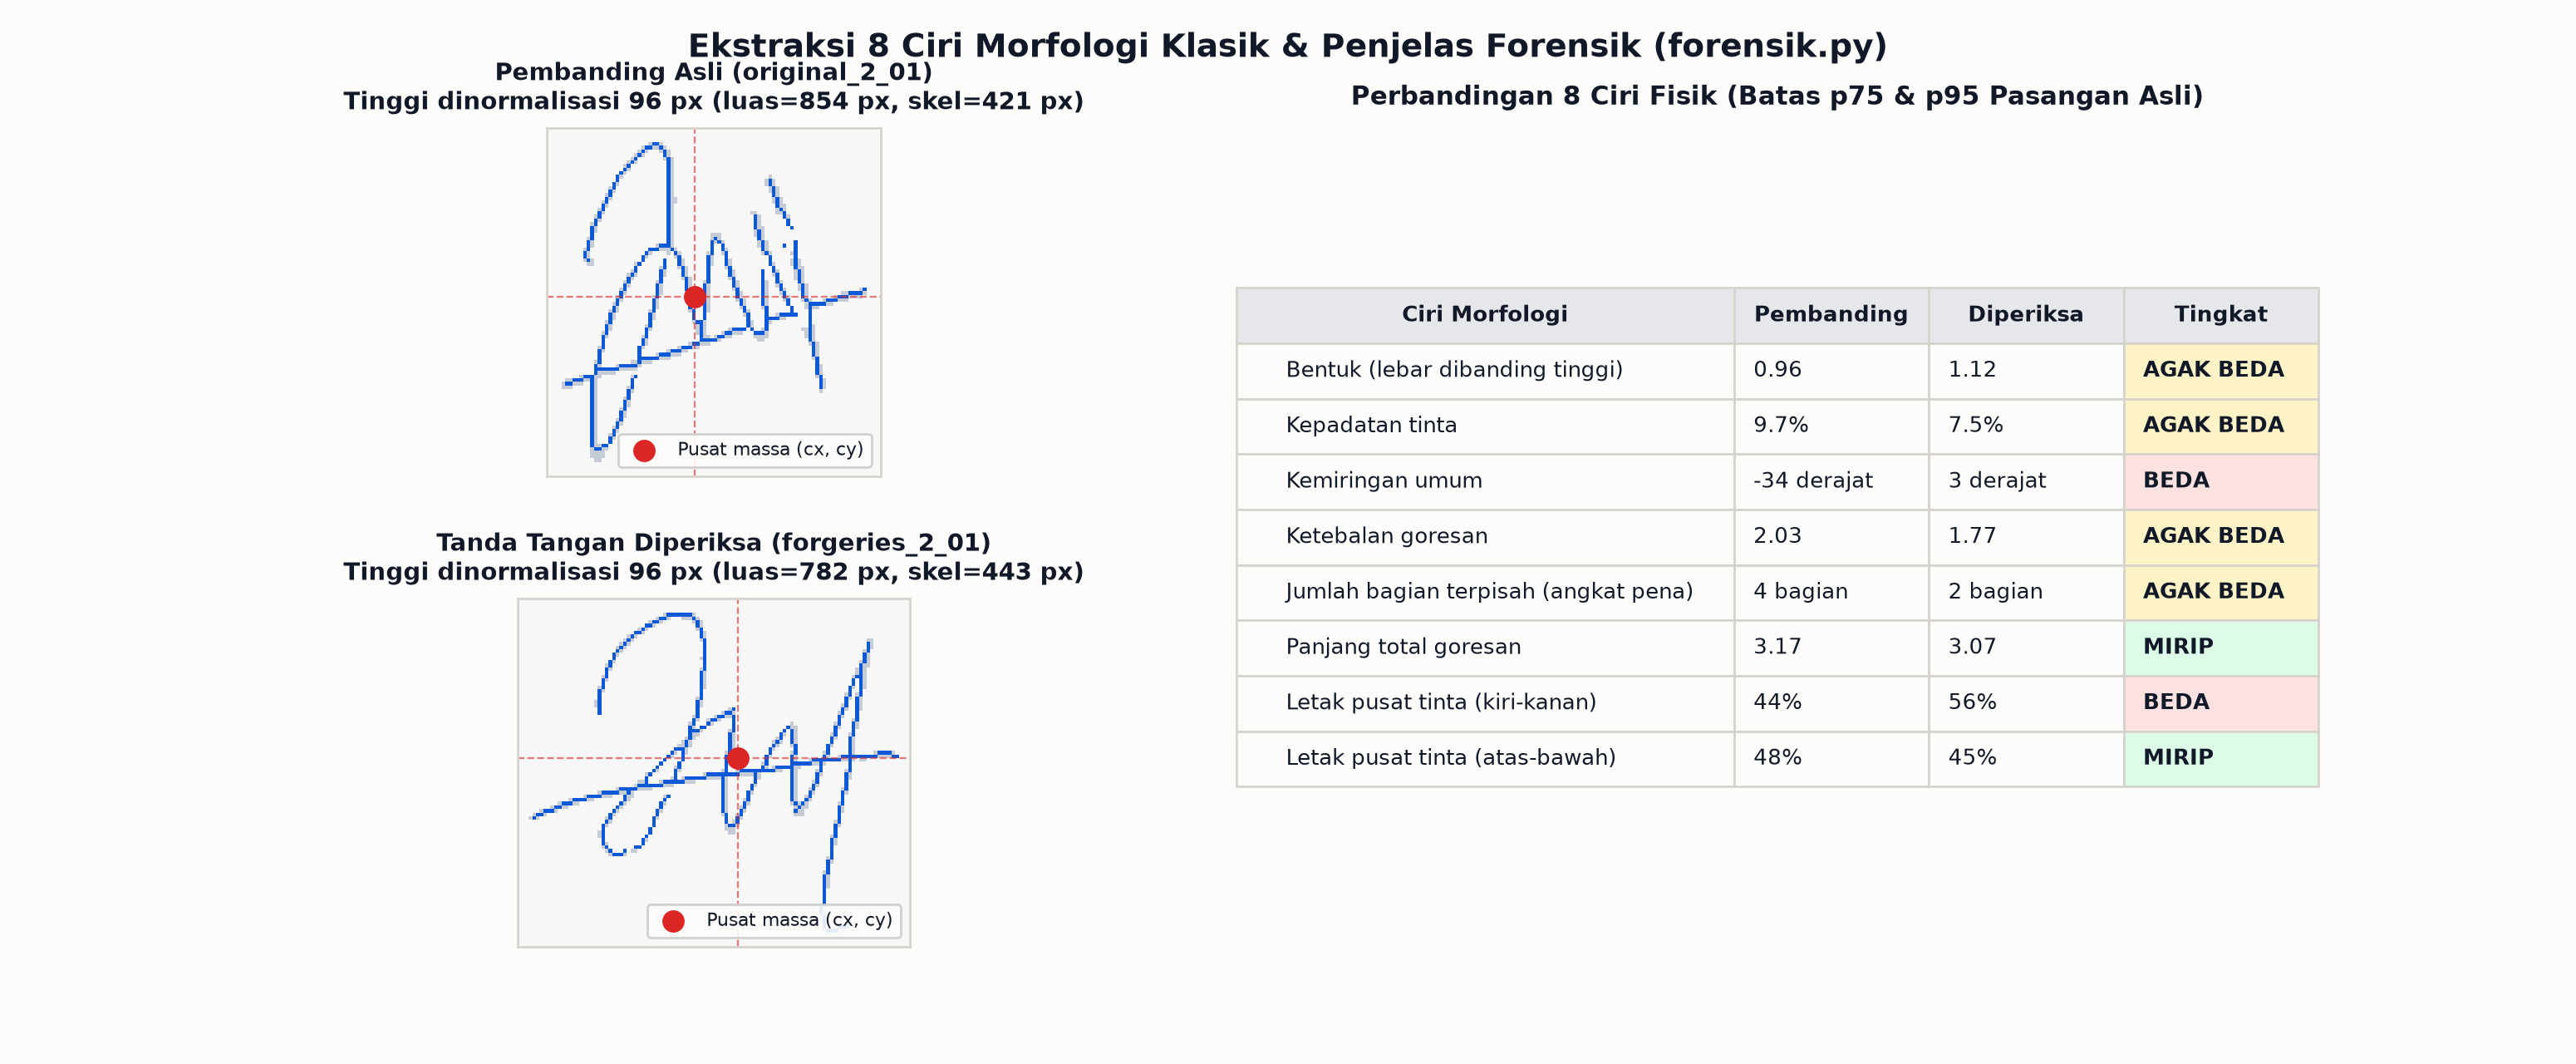 Ekstraksi 8 Ciri Morfologi Klasik & Penjelas Forensik (forensik.py)
Pembanding Asli (original_2_01)
Tinggi dinormalisasi 96 px (luas=854 px, skel=421 px)
Pusat massa (cx, cy)
Tanda Tangan Diperiksa (forgeries_2_01)
Tinggi dinormalisasi 96 px (luas=782 px, skel=443 px)
Pusat massa (cx, cy)
Perbandingan 8 Ciri Fisik (Batas p75 & p95 Pasangan Asli)
Ciri Morfologi Pembanding Diperiksa Tingkat
Bentuk (lebar dibanding tinggi) 0.96 1.12 AGAK BEDA
Kepadatan tinta 9.7% 7.5% AGAK BEDA
Kemiringan umum -34 derajat 3 derajat BEDA
Ketebalan goresan 2.03 1.77 AGAK BEDA
Jumlah bagian terpisah (angkat pena) 4 bagian 2 bagian AGAK BEDA
Panjang total goresan 3.17 3.07 MIRIP
Letak pusat tinta (kiri-kanan) 44% 56% BEDA
Letak pusat tinta (atas-bawah) 48% 45% MIRIP